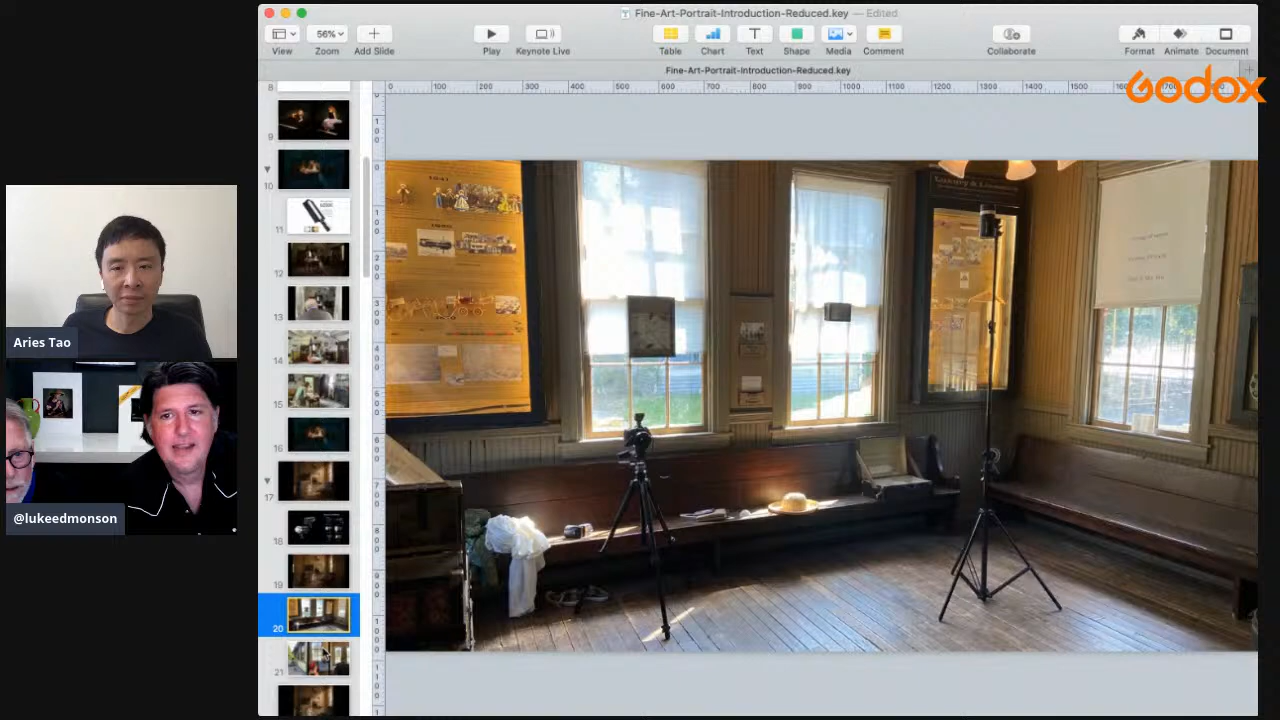 Fine-Art-Portrait-Introduction-Reduced.key — Edited
56%
View Zoom Add Slide Play Keynote Live Table Chart Text Shape Media Comment Collaborate Format Animate Document
Fine-Art-Portrait-Introduction-Reduced.key
Godox
0 100 200 300 400 500 600 700 800 900 1000 1100 1200 1300 1400 1500 1600
8
9
10
11
12
13
14
15
16
17
18
19
20
21
Aries Tao
@lukeedmonson